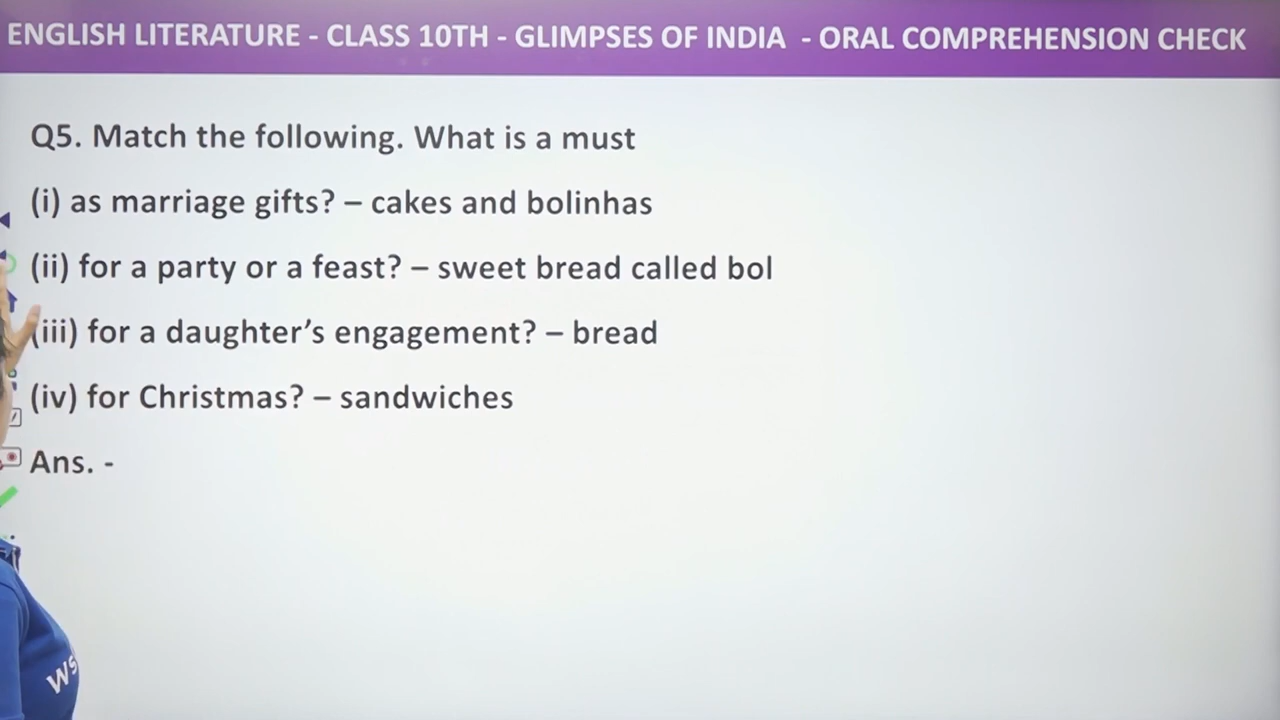 ENGLISH LITERATURE - CLASS 10TH - GLIMPSES OF INDIA - ORAL COMPREHENSION CHECK
Q5. Match the following. What is a must
(i) as marriage gifts? – cakes and bolinhas
(ii) for a party or a feast? – sweet bread called bol
(iii) for a daughter's engagement? – bread
(iv) for Christmas? – sandwiches
Ans. -